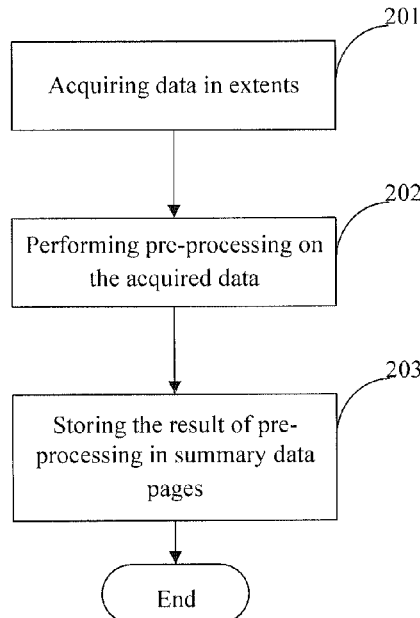 201
Acquiring data in extents
202
Performing pre-processing on
the acquired data
203
Storing the result of pre-
processing in summary data
pages
End